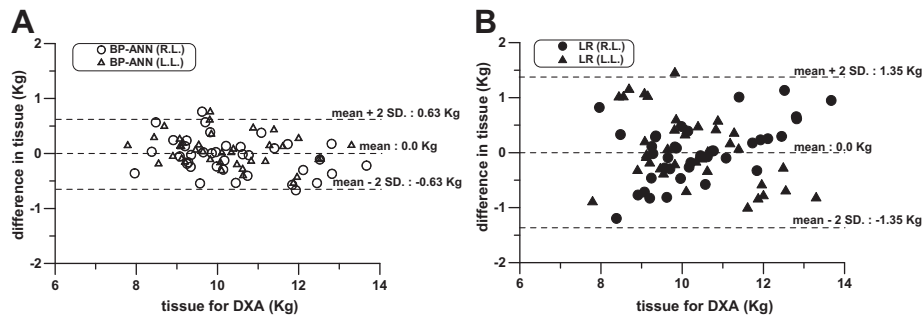 A
BP-ANN (R.L.)
BP-ANN (L.L.)
mean + 2 SD. : 0.63 Kg
mean : 0.0 Kg
mean - 2 SD. : -0.63 Kg
2
1
0
-1
-2
6 8 10 12 14
difference in tissue (Kg)
tissue for DXA (Kg)
B
LR (R.L.)
LR (L.L.)
mean + 2 SD. : 1.35 Kg
mean : 0.0 Kg
mean - 2 SD. : -1.35 Kg
2
1
0
-1
-2
6 8 10 12 14
difference in tissue (Kg)
tissue for DXA (Kg)